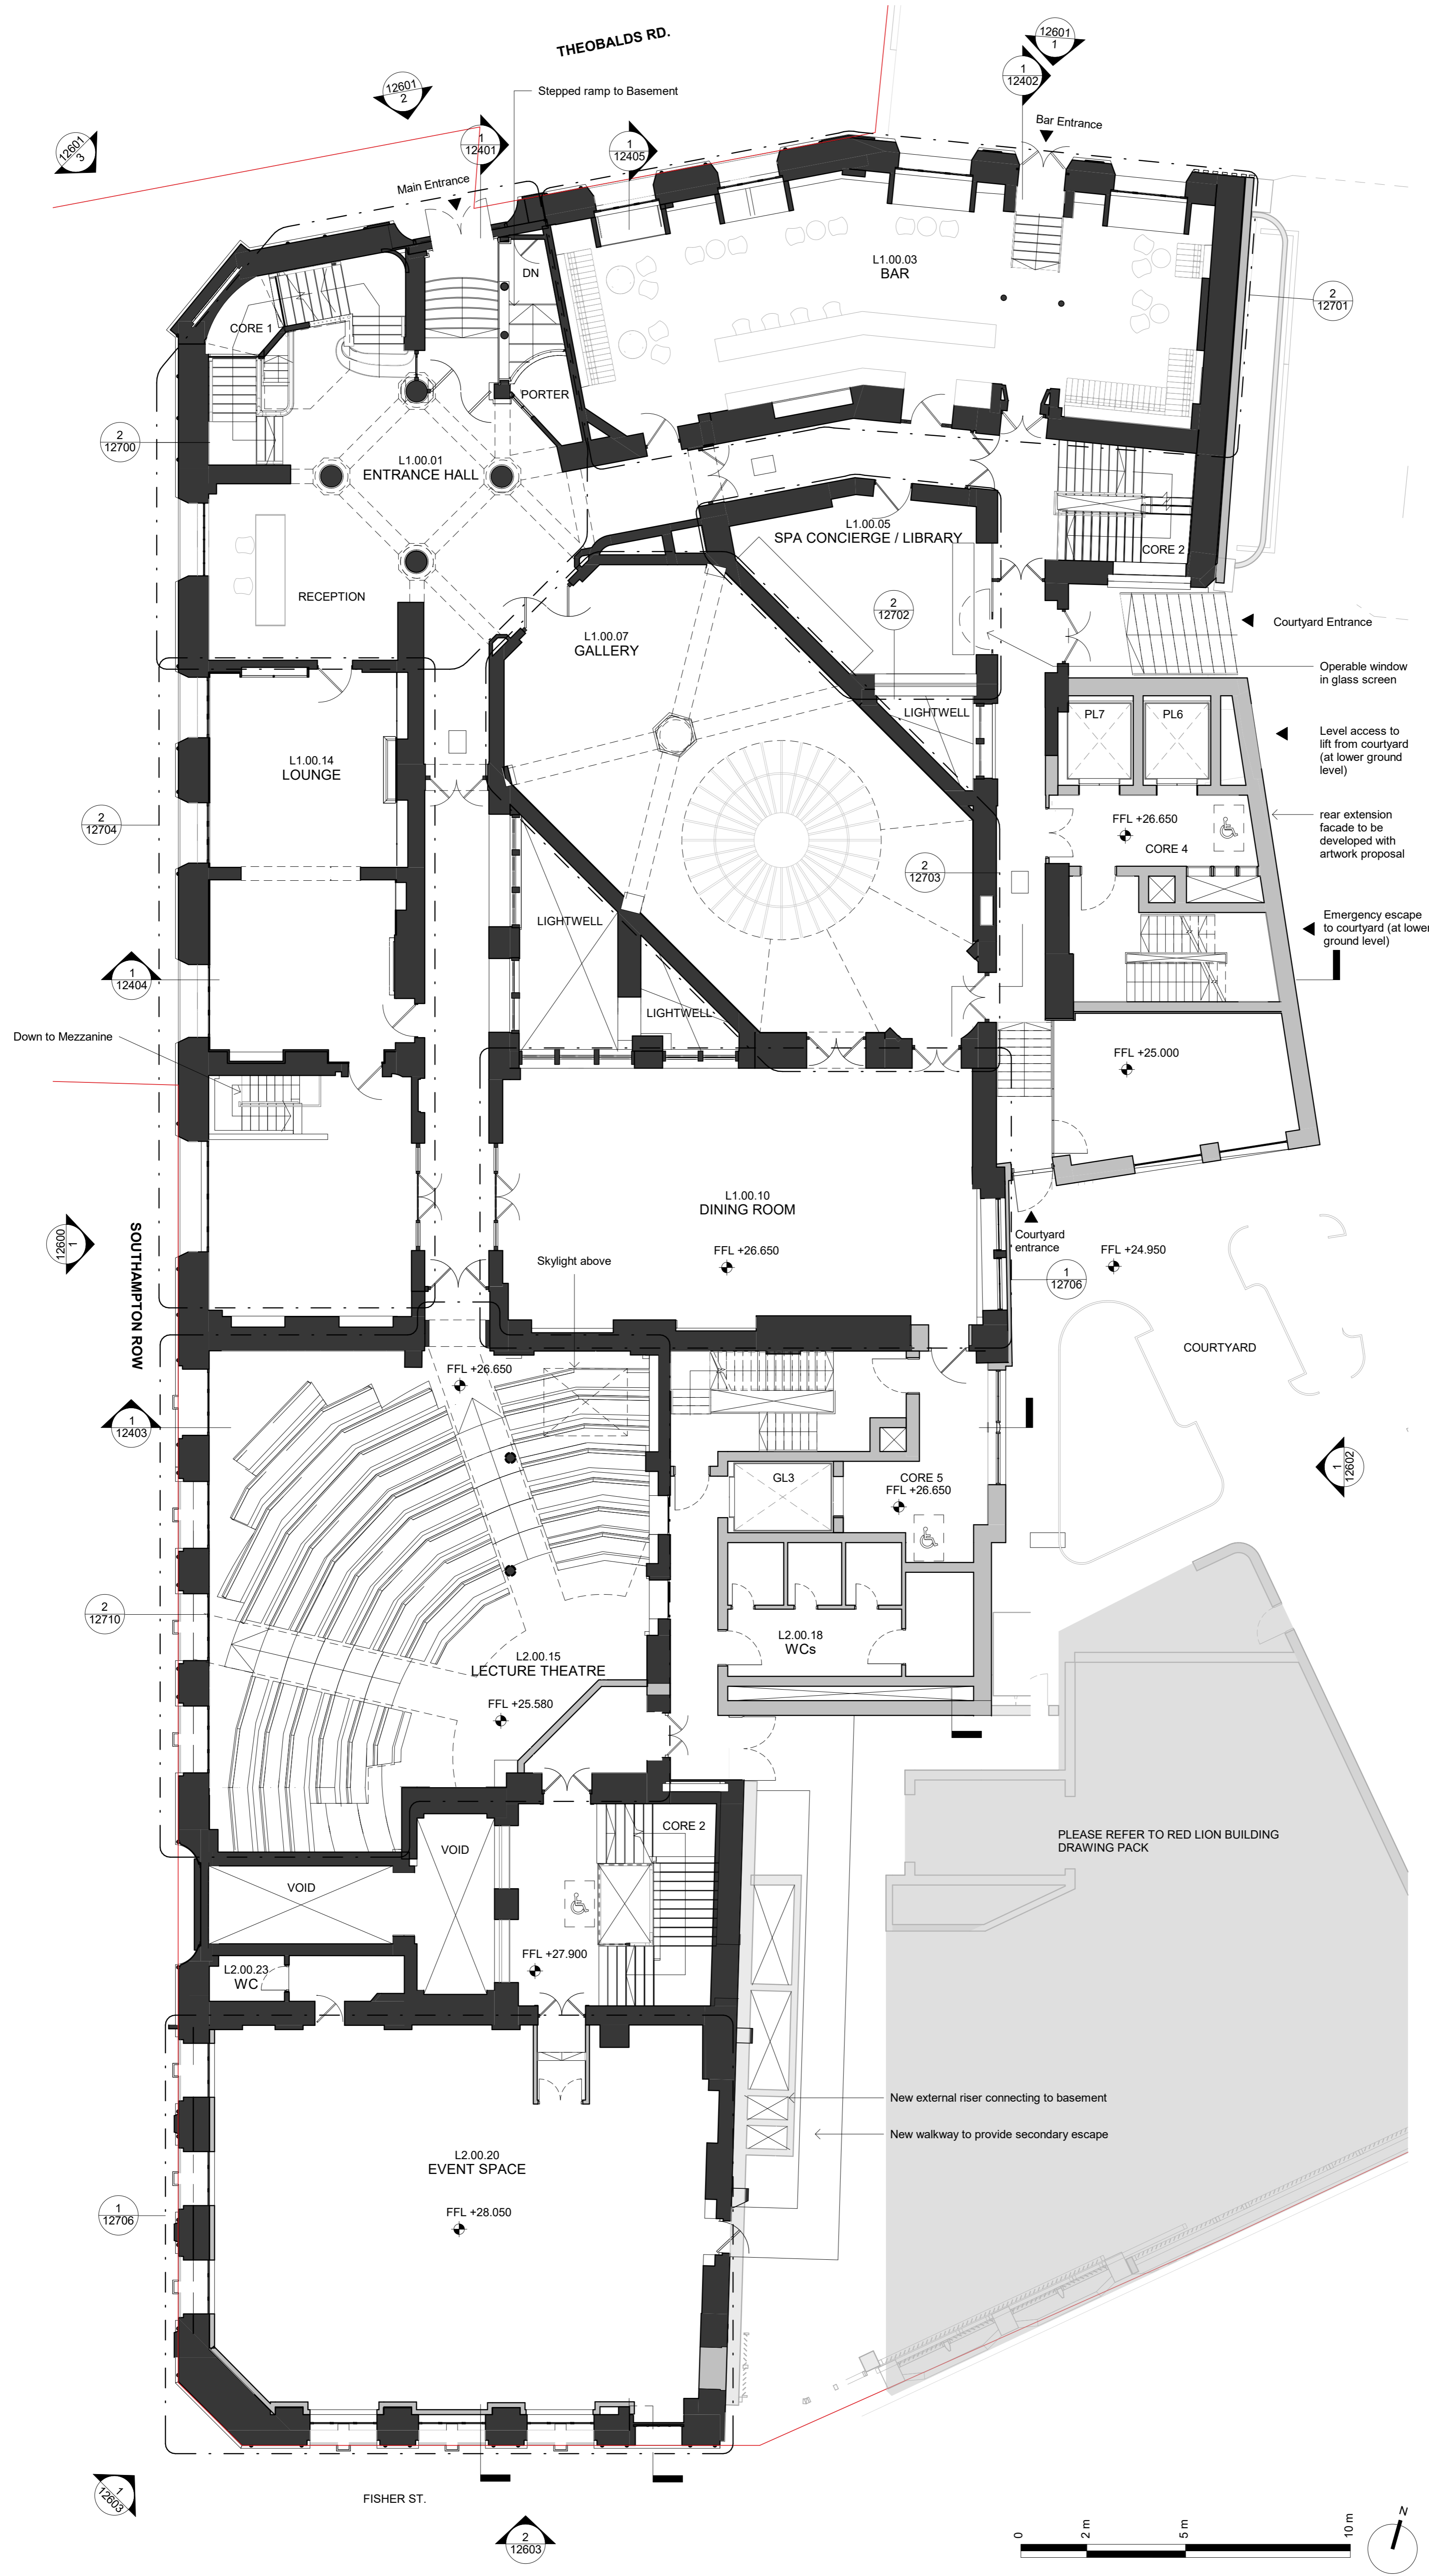 THEOBALDS RD.
12601
1
1
12402
12601
2
Stepped ramp to Basement
Bar Entrance
12601
3
1
12401
1
12405
Main Entrance
L1.00.03
BAR
DN
2
12701
CORE 1
PORTER
2
12700
L1.00.01
ENTRANCE HALL
L1.00.05
SPA CONCIERGE / LIBRARY
CORE 2
RECEPTION
2
12702
Courtyard Entrance
L1.00.07
GALLERY
Operable window
in glass screen
LIGHTWELL
PL7
PL6
Level access to
lift from courtyard
(at lower ground
level)
L1.00.14
LOUNGE
2
12704
FFL +26.650
CORE 4
rear extension
facade to be
developed with
artwork proposal
2
12703
LIGHTWELL
Emergency escape
to courtyard (at lower
ground level)
1
12404
LIGHTWELL
Down to Mezzanine
FFL +25.000
L1.00.10
DINING ROOM
SOUTHAMPTON ROW
1
12600
Courtyard
entrance
FFL +26.650
FFL +24.950
Skylight above
1
12706
COURTYARD
FFL +26.650
1
12403
1
12602
GL3
CORE 5
FFL +26.650
2
12710
L2.00.18
WCs
L2.00.15
LECTURE THEATRE
FFL +25.580
CORE 2
PLEASE REFER TO RED LION BUILDING
DRAWING PACK
VOID
VOID
FFL +27.900
L2.00.23
WC
New external riser connecting to basement
New walkway to provide secondary escape
L2.00.20
EVENT SPACE
1
12706
FFL +28.050
1
12603
FISHER ST.
2
12603
0
2 m
5 m
10 m
N